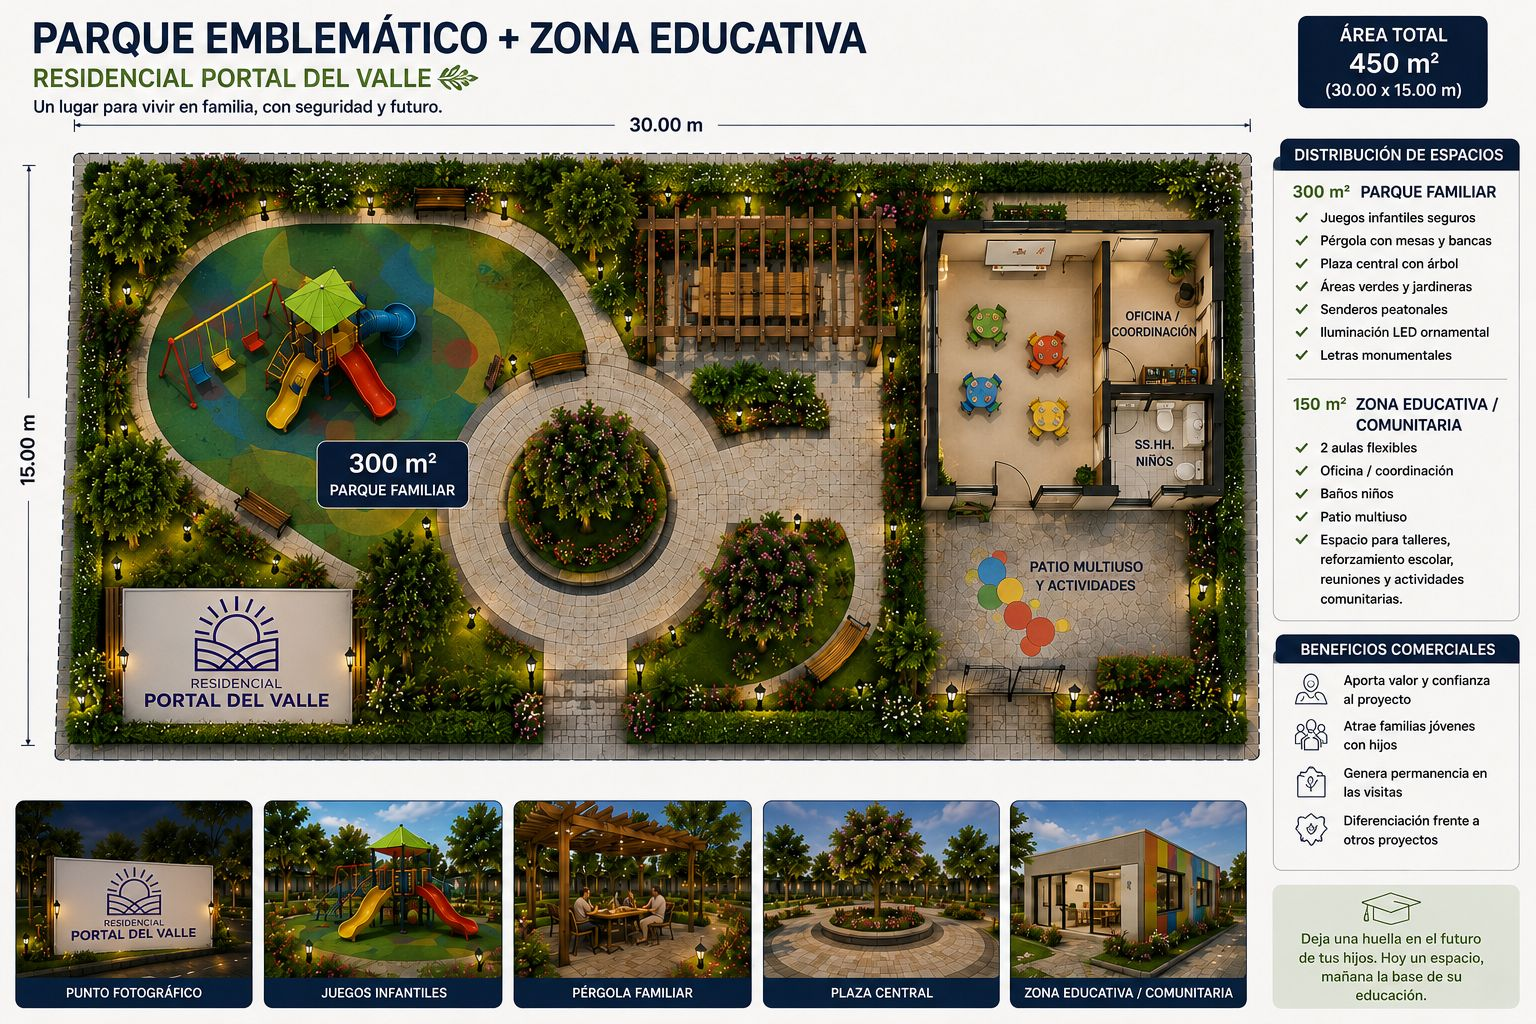 PARQUE EMBLEMÁTICO + ZONA EDUCATIVA
RESIDENCIAL PORTAL DEL VALLE
Un lugar para vivir en familia, con seguridad y futuro.
ÁREA TOTAL
450 m²
(30.00 x 15.00 m)
30.00 m
15.00 m
300 m²
PARQUE FAMILIAR
RESIDENCIAL
PORTAL DEL VALLE
OFICINA /
COORDINACIÓN
SS.HH.
NIÑOS
PATIO MULTIUSO
Y ACTIVIDADES
DISTRIBUCIÓN DE ESPACIOS
300 m² PARQUE FAMILIAR
Juegos infantiles seguros
Pérgola con mesas y bancas
Plaza central con árbol
Áreas verdes y jardineras
Senderos peatonales
Iluminación LED ornamental
Letras monumentales
150 m² ZONA EDUCATIVA /
COMUNITARIA
2 aulas flexibles
Oficina / coordinación
Baños niños
Patio multiuso
Espacio para talleres,
reforzamiento escolar,
reuniones y actividades
comunitarias.
BENEFICIOS COMERCIALES
Aporta valor y confianza
al proyecto
Atrae familias jóvenes
con hijos
Genera permanencia en
las visitas
Diferenciación frente a
otros proyectos
Deja una huella en el futuro
de tus hijos. Hoy un espacio,
mañana la base de su
educación.
RESIDENCIAL
PORTAL DEL VALLE
PUNTO FOTOGRÁFICO
JUEGOS INFANTILES
PÉRGOLA FAMILIAR
PLAZA CENTRAL
ZONA EDUCATIVA / COMUNITARIA